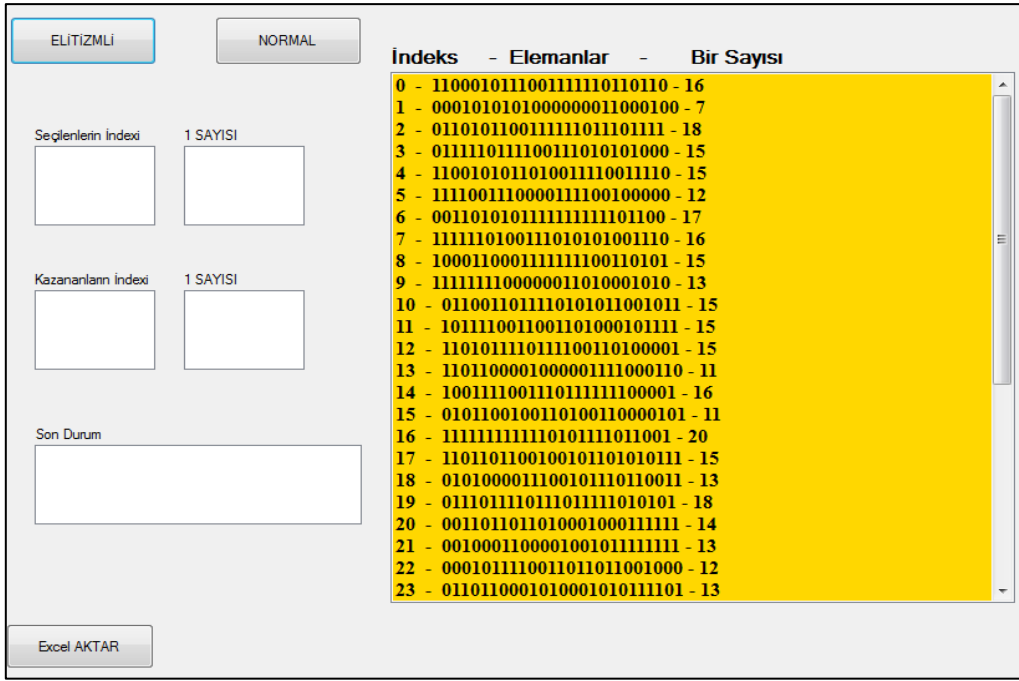 ELİTİZMLİ
NORMAL
Seçilenlerin İndexi
1 SAYISI
Kazananların İndexi
1 SAYISI
Son Durum
Excel AKTAR
İndeks - Elemanlar - Bir Sayısı
0 - 1100010111001111110110110 - 16
1 - 0001010101000000011000100 - 7
2 - 0110101100111111011101111 - 18
3 - 0111110111100111010101000 - 15
4 - 1100101011010011110011110 - 15
5 - 1111001110000111100100000 - 12
6 - 0011010101111111111101100 - 17
7 - 1111110100111010101001110 - 16
8 - 1000110001111111100110101 - 15
9 - 1111111100000011010001010 - 13
10 - 0110011011110101011001011 - 15
11 - 1011110011001101000101111 - 15
12 - 1101011110111100110100001 - 15
13 - 1101100001000001111000110 - 11
14 - 1001111001110111111100001 - 16
15 - 0101100100110100110000101 - 11
16 - 1111111111110101111011001 - 20
17 - 1101101100100101101010111 - 15
18 - 0101000011100101110110011 - 13
19 - 0111011110111011111010101 - 18
20 - 0011011011010001000111111 - 14
21 - 0010001100001001011111111 - 13
22 - 0001011110011011011001000 - 12
23 - 0110110001010001010111101 - 13